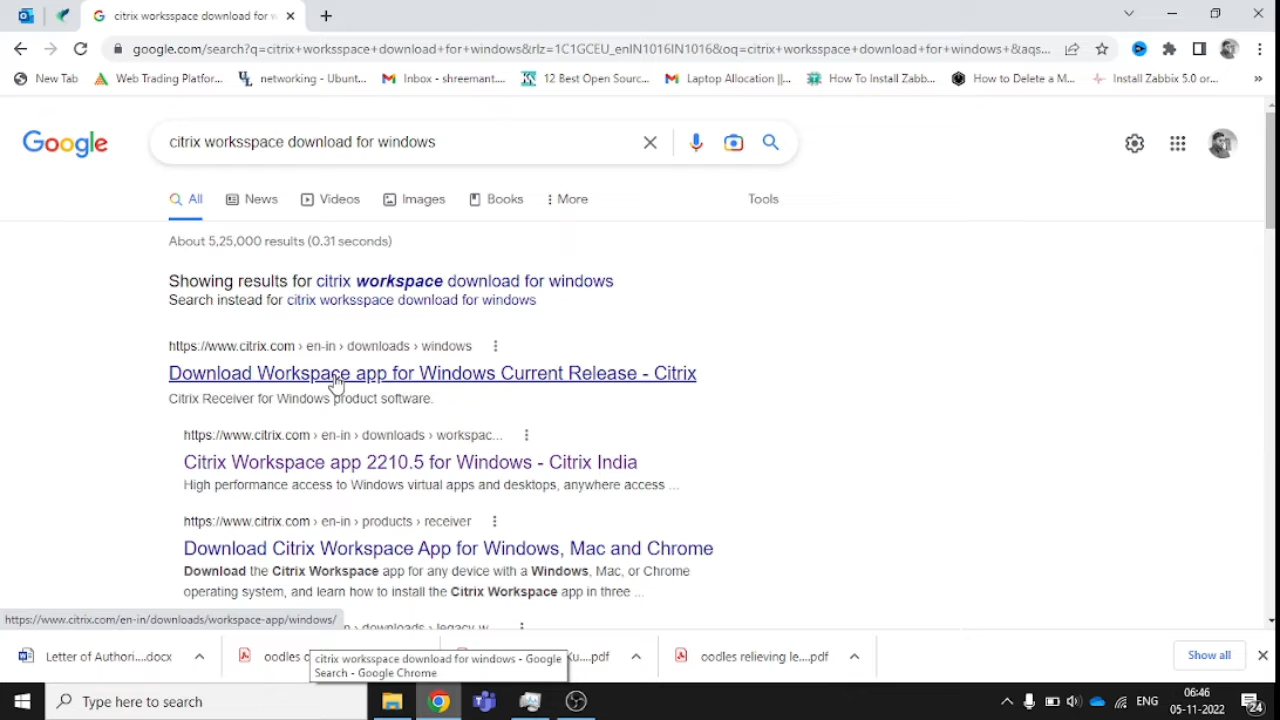 citrix worksspace download for w
google.com/search?q=citrix+worksspace+download+for+windows&rlz=1C1GCEU_enIN1016IN1016&oq=citrix+worksspace+download+for+windows+&aqs...
New Tab
Web Trading Platfor...
networking - Ubunt...
Inbox - shreemant....
12 Best Open Sourc...
Laptop Allocation ||...
How To Install Zabb...
How to Delete a M...
Install Zabbix 5.0 or...
»
Google
citrix worksspace download for windows
All
News
Videos
Images
Books
More
Tools
About 5,25,000 results (0.31 seconds)
Showing results for citrix workspace download for windows
Search instead for citrix worksspace download for windows
https://www.citrix.com › en-in › downloads › windows
Download Workspace app for Windows Current Release - Citrix
Citrix Receiver for Windows product software.
https://www.citrix.com › en-in › downloads › workspac...
Citrix Workspace app 2210.5 for Windows - Citrix India
High performance access to Windows virtual apps and desktops, anywhere access ...
https://www.citrix.com › en-in › products › receiver
Download Citrix Workspace App for Windows, Mac and Chrome
Download the Citrix Workspace app for any device with a Windows, Mac, or Chrome
operating system, and learn how to install the Citrix Workspace app in three ...
https://www.citrix.com/en-in/downloads/workspace-app/windows/
› downloads › legacy-w...
Letter of Authori....docx
oodles
.pdf
oodles relieving le....pdf
Show all
citrix worksspace download for windows - Google
Search - Google Chrome
Type here to search
ENG
06:46
05-11-2022
24